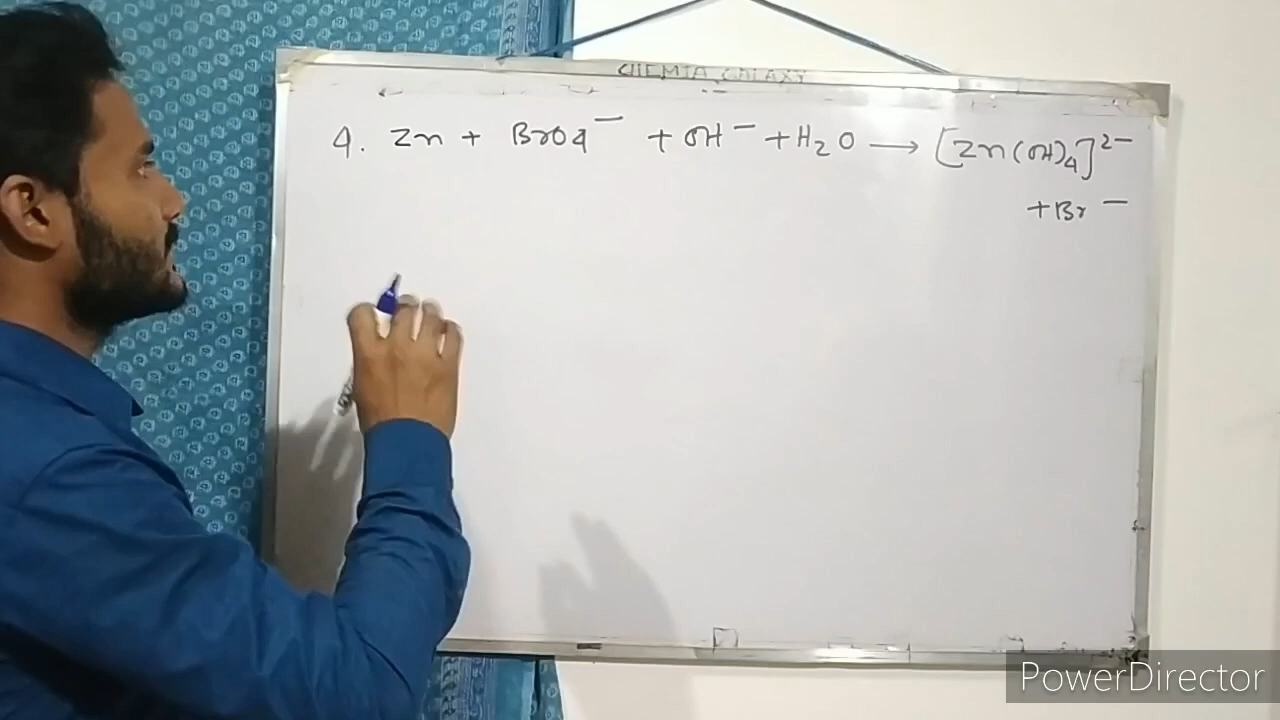 CHEMIA GALAXY
4. Zn + BrO4⁻ + OH⁻ + H₂O ⟶ [Zn(OH)₄]²⁻
+ Br⁻
PowerDirector